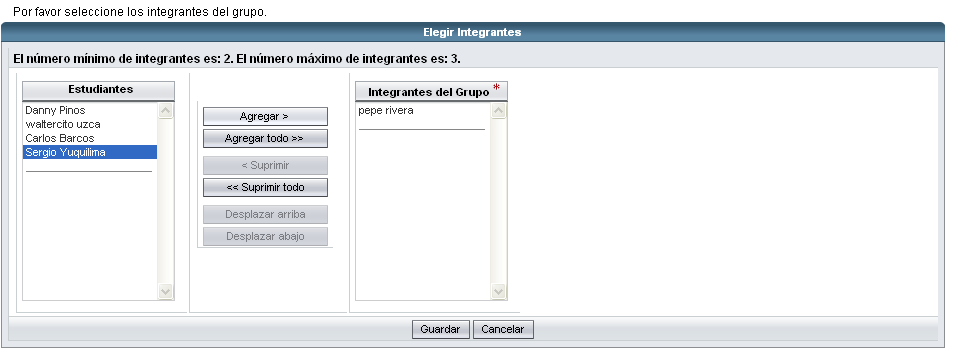 Por favor seleccione los integrantes del grupo.
Elegir Integrantes
El número mínimo de integrantes es: 2. El número máximo de integrantes es: 3.
Estudiantes
Danny Pinos
waltercito uzca
Carlos Barcos
Sergio Yuquilima
Agregar >
Agregar todo >>
< Suprimir
<< Suprimir todo
Desplazar arriba
Desplazar abajo
Integrantes del Grupo *
pepe rivera
Guardar Cancelar